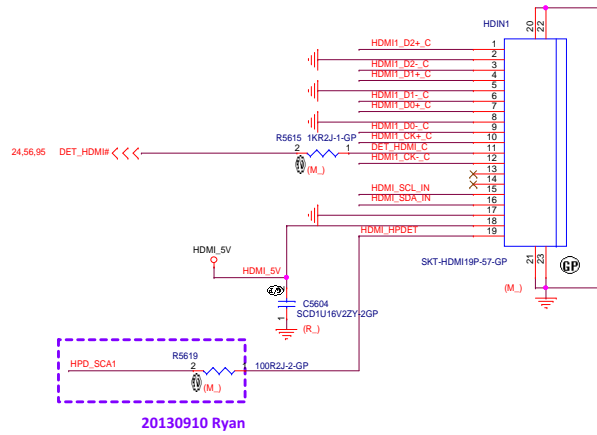 HDIN1
20
22
HDMI1_D2+_C 1
2
HDMI1_D2-_C 3
HDMI1_D1+_C 4
5
HDMI1_D1-_C 6
HDMI1_D0+_C 7
8
HDMI1_D0-_C 9
R5615 1KR2J-1-GP HDMI1_CK+_C 10
24,56,95 DET_HDMI# 2 1 DET_HDMI_C 11
HDMI1_CK-_C 12
(M_) 13
14
HDMI_SCL_IN 15
HDMI_SDA_IN 16
17
18
HDMI_HPDET 19
HDMI_5V
21
23
SKT-HDMI19P-57-GP
GP
HDMI_5V
(M_)
C5604
SCD1U16V2ZY-2GP
1
(R_)
R5619
HPD_SCA1 2 100R2J-2-GP
(M_)
20130910 Ryan